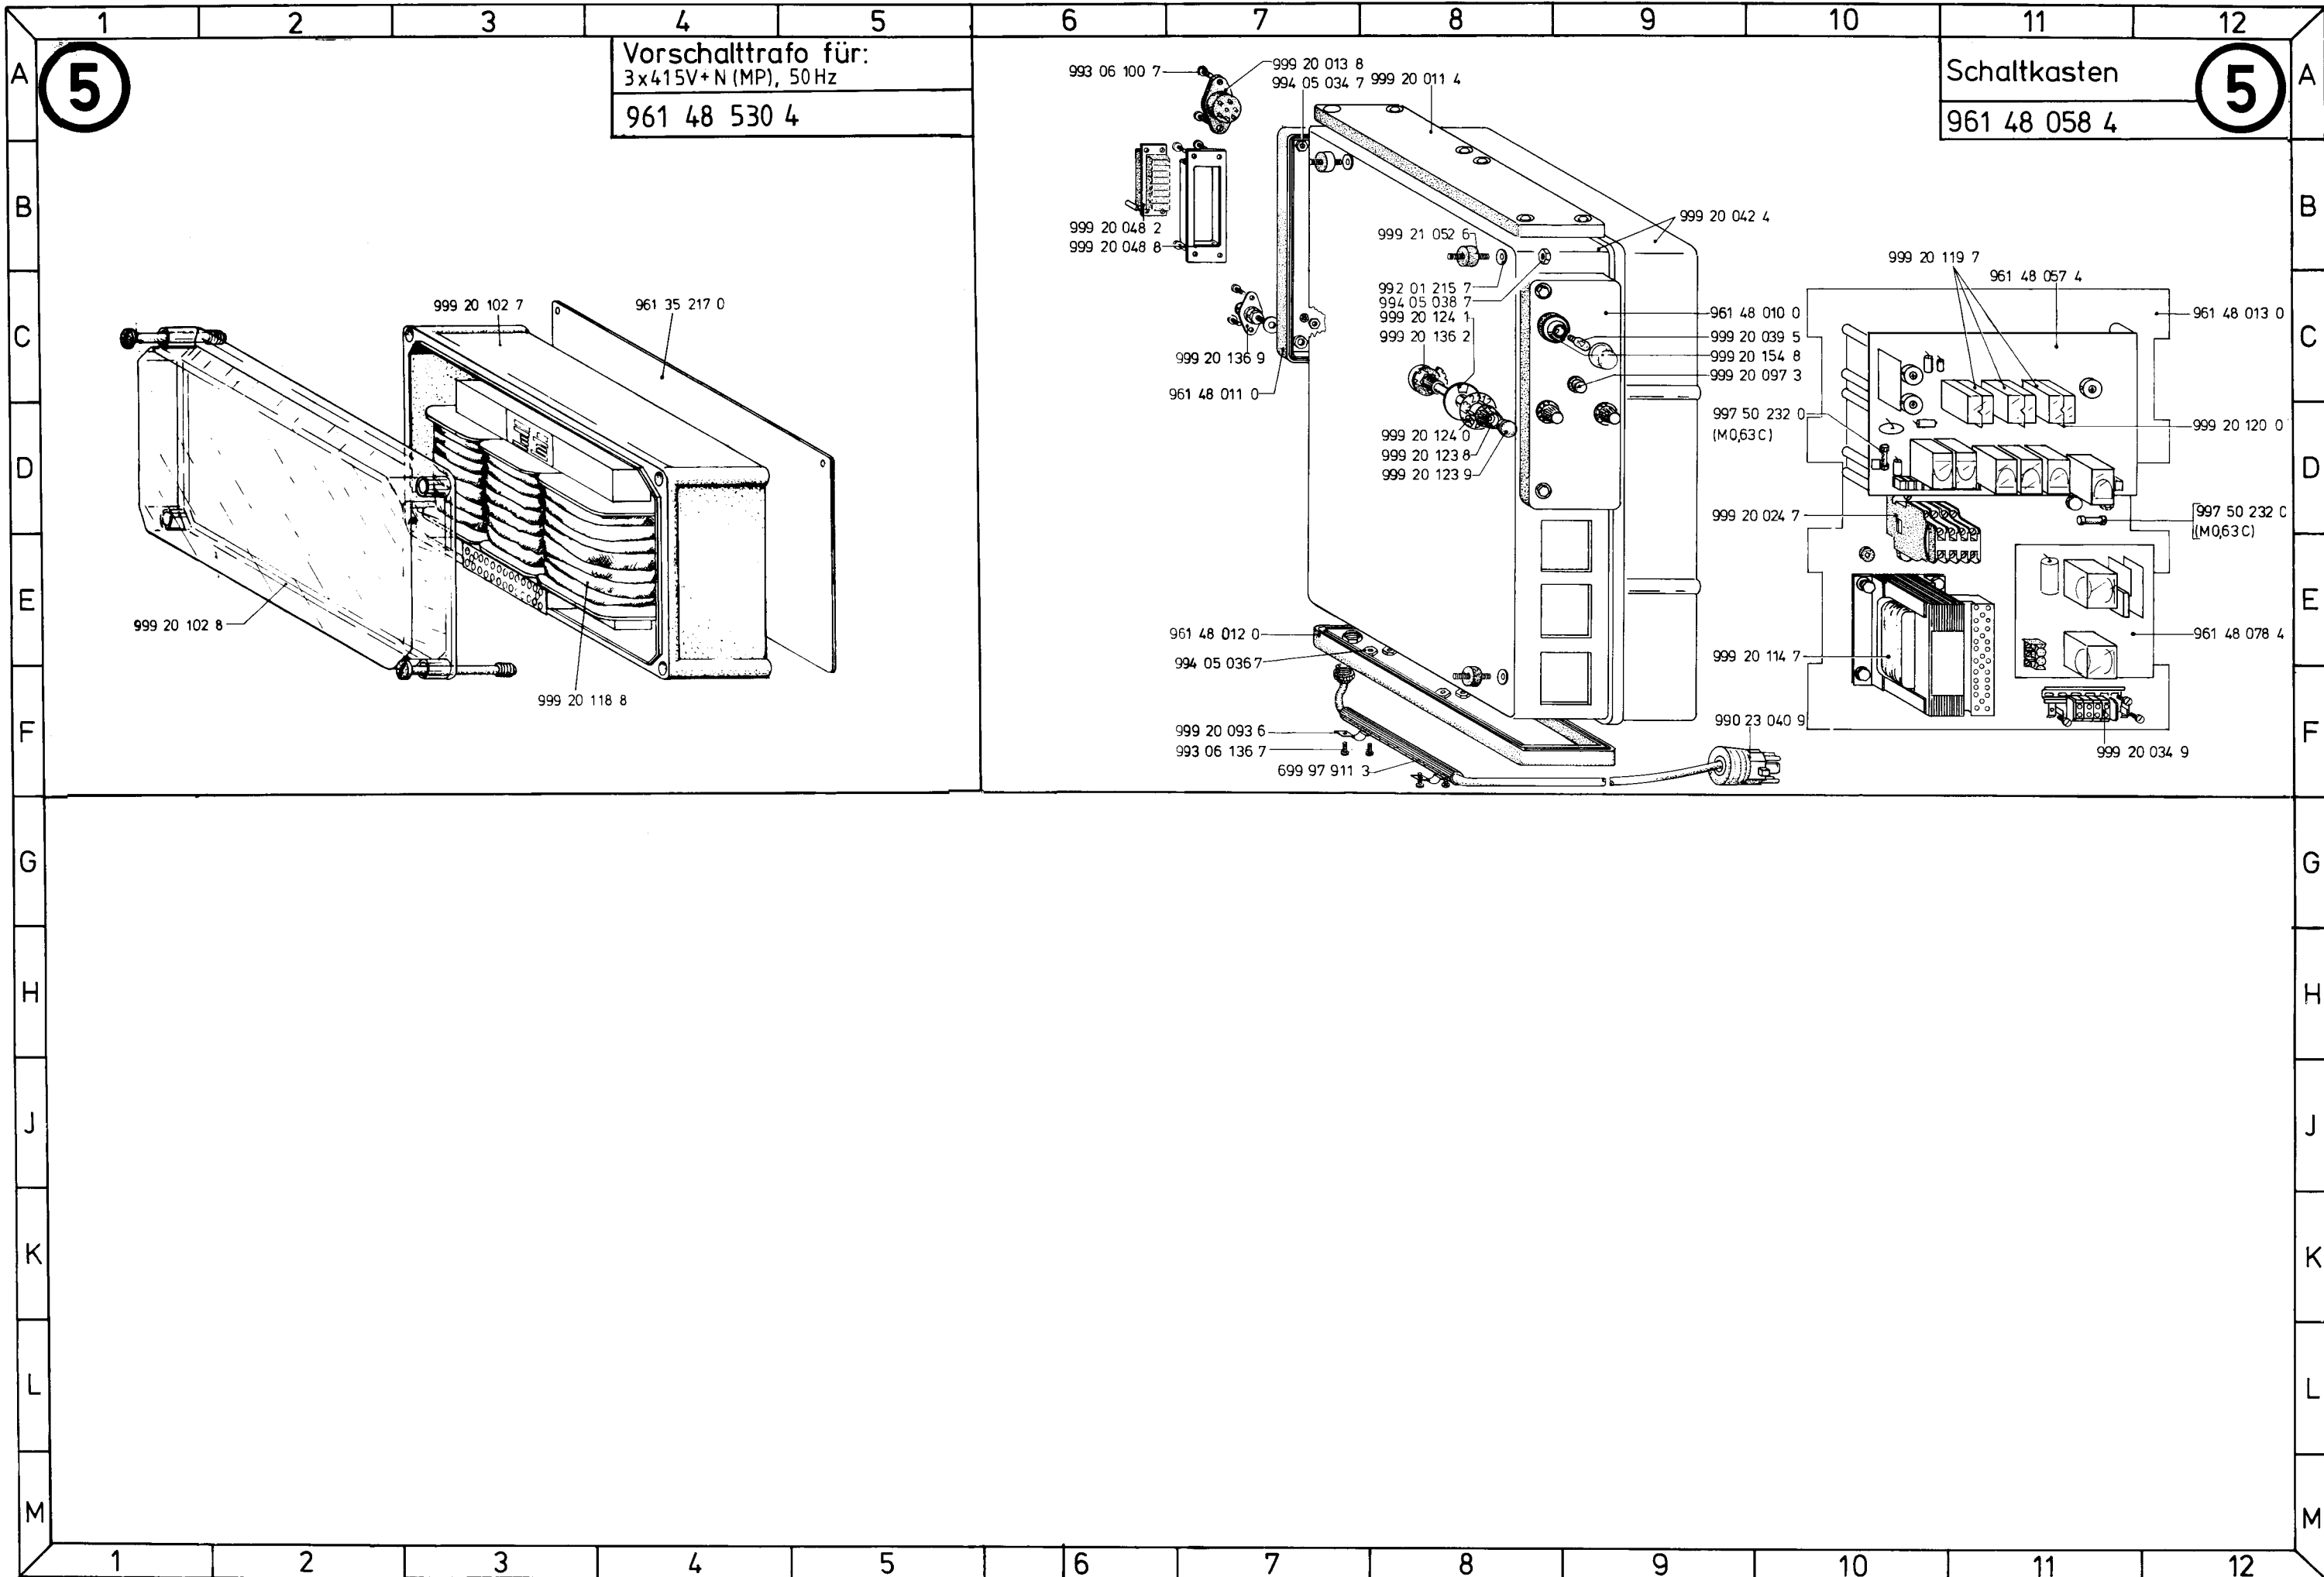 1 2 3 4 5 6 7 8 9 10 11 12
A
5
Vorschalttrafo für:
3x415V+N (MP), 50Hz
961 48 530 4
999 20 102 7
961 35 217 0
999 20 102 8
999 20 118 8
Schaltkasten
961 48 058 4
5
A
993 06 100 7
999 20 013 8
994 05 034 7
999 20 011 4
B
B
999 20 048 2
999 20 048 8
999 21 052 6
999 20 042 4
992 01 215 7
994 05 038 7
999 20 124 1
999 20 136 2
C
C
999 20 136 9
961 48 011 0
961 48 010 0
999 20 039 5
999 20 154 8
999 20 097 3
999 20 124 0
999 20 123 8
999 20 123 9
999 20 119 7
961 48 057 4
961 48 013 0
997 50 232 0
(M0,63C)
999 20 120 0
D
D
999 20 024 7
(M0,63C)
E
E
961 48 012 0
994 05 036 7
999 20 114 7
961 48 078 4
F
F
999 20 093 6
993 06 136 7
699 97 911 3
990 23 040 9
999 20 034 9
G
G
H
H
J
J
K
K
L
L
M
M
1 2 3 4 5 6 7 8 9 10 11 12